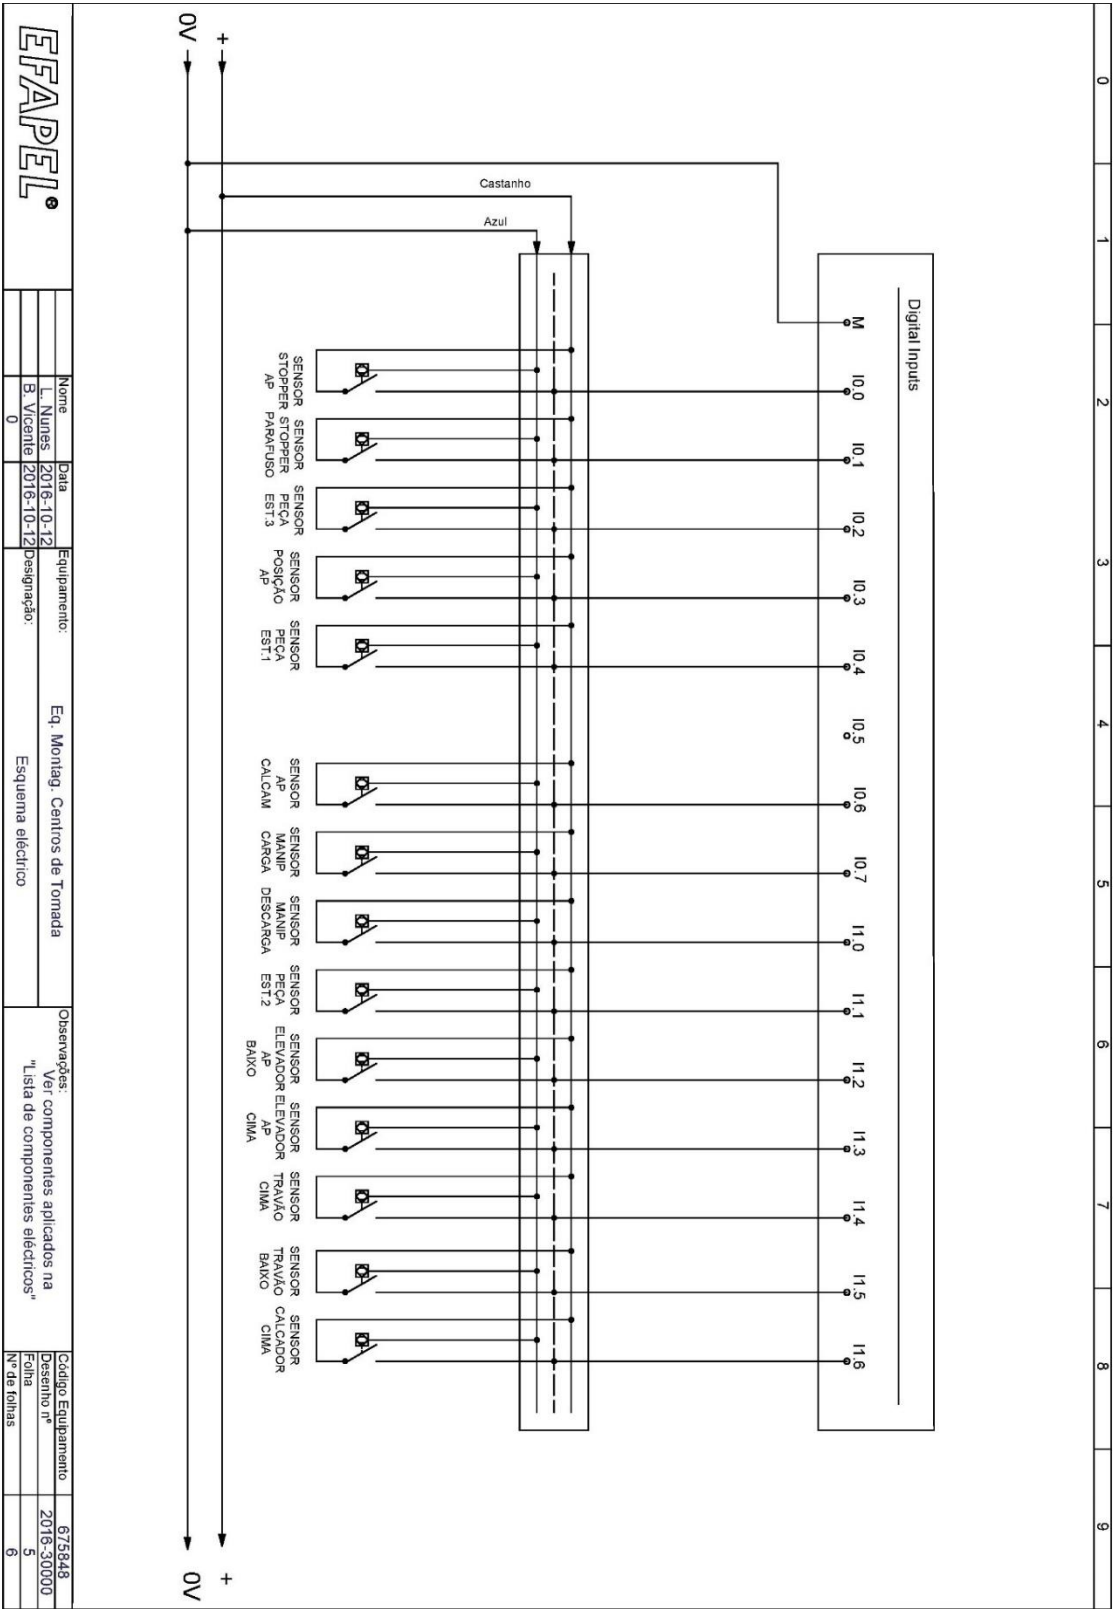 0 1 2 3 4 5 6 7 8 9
Digital Inputs
M I0.0 I0.1 I0.2 I0.3 I0.4 I0.5 I0.6 I0.7 I1.0 I1.1 I1.2 I1.3 I1.4 I1.5 I1.6
Castanho
Azul
SENSOR
STOPPER
AP
SENSOR
STOPPER
PARAFUSO
SENSOR
PEÇA
EST.3
SENSOR
POSIÇÃO
AP
SENSOR
PEÇA
EST.1
SENSOR
AP
CALCAM
SENSOR
MANIP
CARGA
SENSOR
MANIP
DESCARGA
SENSOR
PEÇA
EST.2
SENSOR
ELEVADOR
AP
BAIXO
SENSOR
ELEVADOR
AP
CIMA
SENSOR
TRAVÃO
CIMA
SENSOR
TRAVÃO
BAIXO
SENSOR
CALCADOR
CIMA
+ +
0V 0V
EFAPEL®
Nome Data
L. Nunes 2016-10-12
B. Vicente 2016-10-12
0
Equipamento:
Eq. Montag. Centros de Tomada
Designação:
Esquema eléctrico
Observações:
Ver componentes aplicados na
"Lista de componentes eléctricos"
Código Equipamento 675848
Desenho nº 2016-30000
Folha 5
Nº de folhas 6